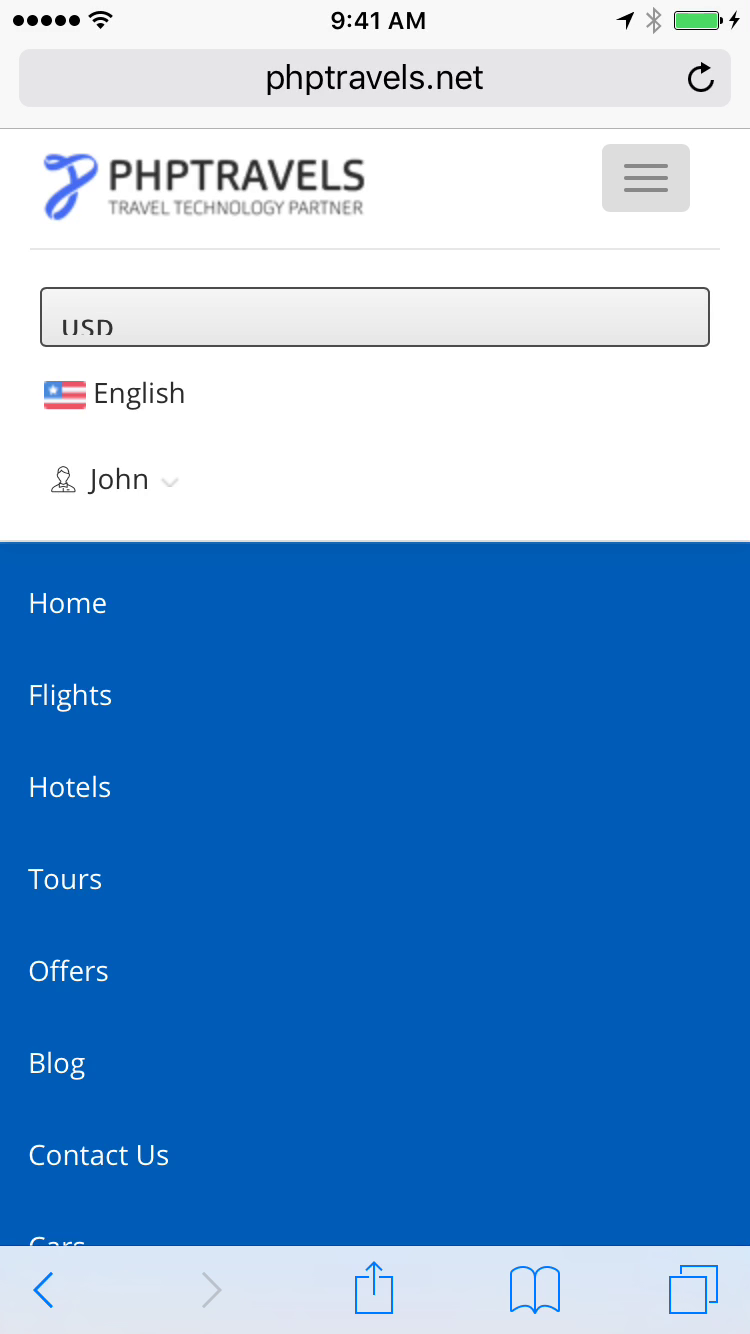 9:41 AM
phptravels.net
PHPTRAVELS
TRAVEL TECHNOLOGY PARTNER
USD
English
John
Home
Flights
Hotels
Tours
Offers
Blog
Contact Us
Cars